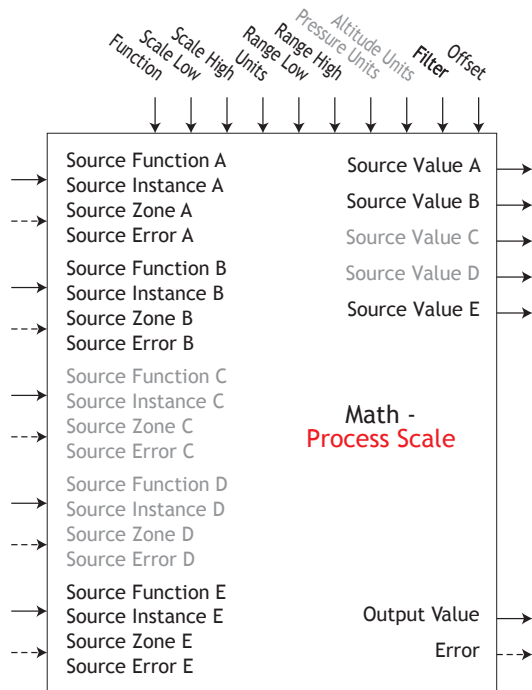 Function
Scale Low
Scale High
Units
Range Low
Range High
Pressure Units
Altitude Units
Filter
Offset
Source Function A
Source Instance A
Source Zone A
Source Error A
Source Function B
Source Instance B
Source Zone B
Source Error B
Source Function C
Source Instance C
Source Zone C
Source Error C
Source Function D
Source Instance D
Source Zone D
Source Error D
Source Function E
Source Instance E
Source Zone E
Source Error E
Source Value A
Source Value B
Source Value C
Source Value D
Source Value E
Math -
Process Scale
Output Value
Error